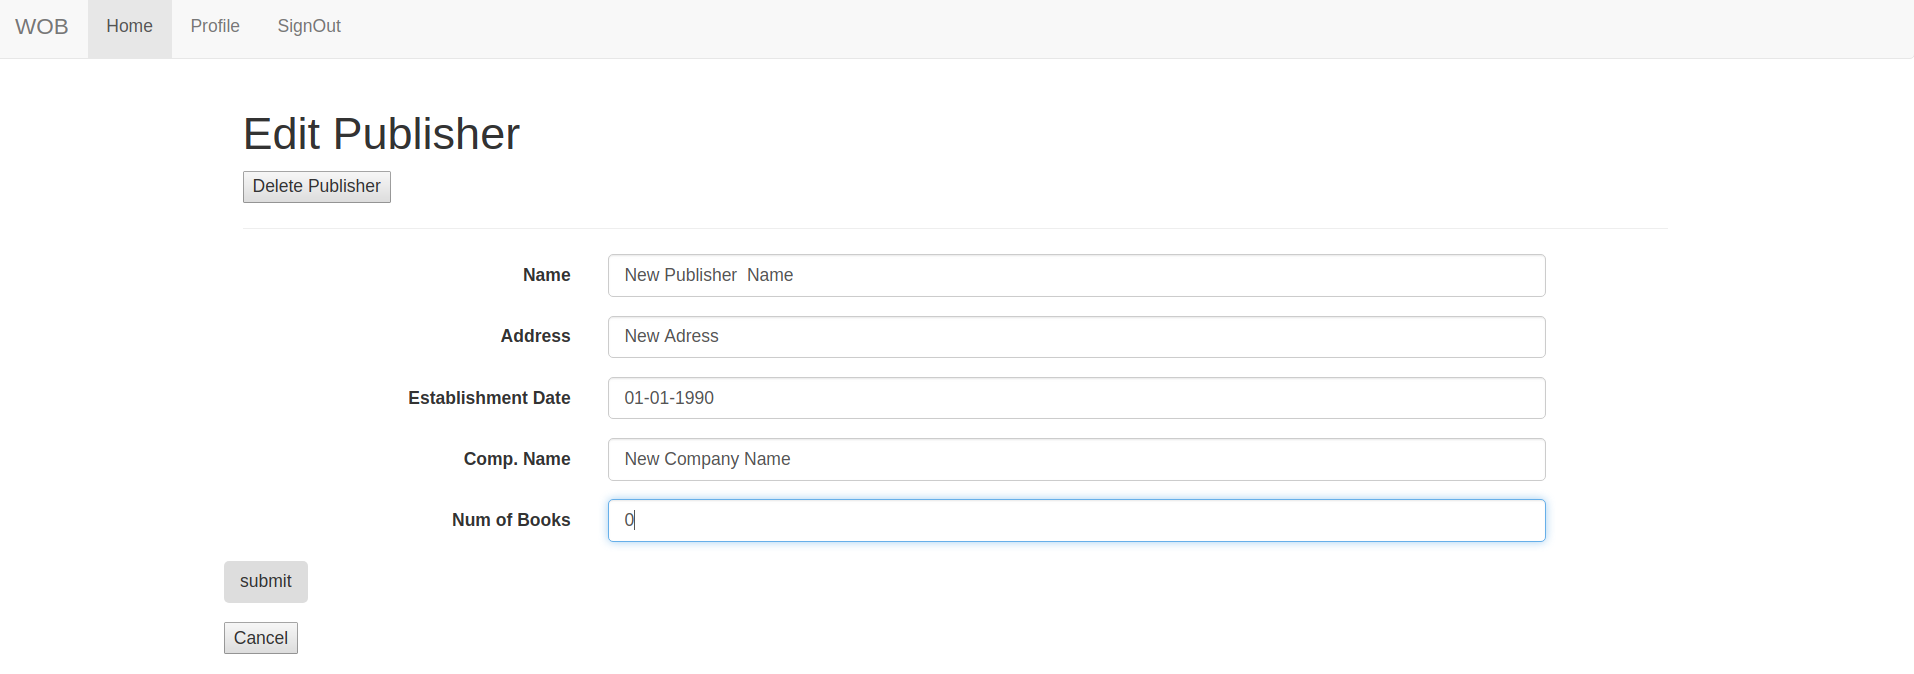 WOB Home Profile SignOut
Edit Publisher
Delete Publisher
Name New Publisher  Name
Address New Adress
Establishment Date 01-01-1990
Comp. Name New Company Name
Num of Books 0
submit
Cancel